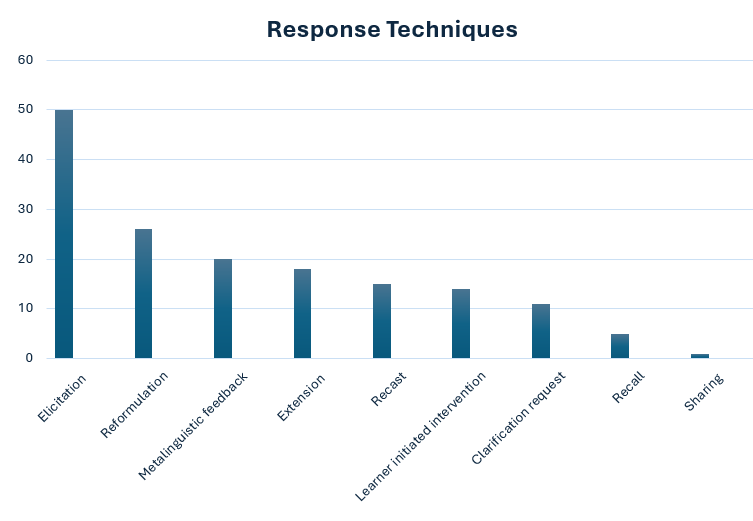 Response Techniques
60
50
40
30
20
10
0
Elicitation
Reformulation
Metalinguistic feedback
Extension
Recast
Learner initiated intervention
Clarification request
Recall
Sharing